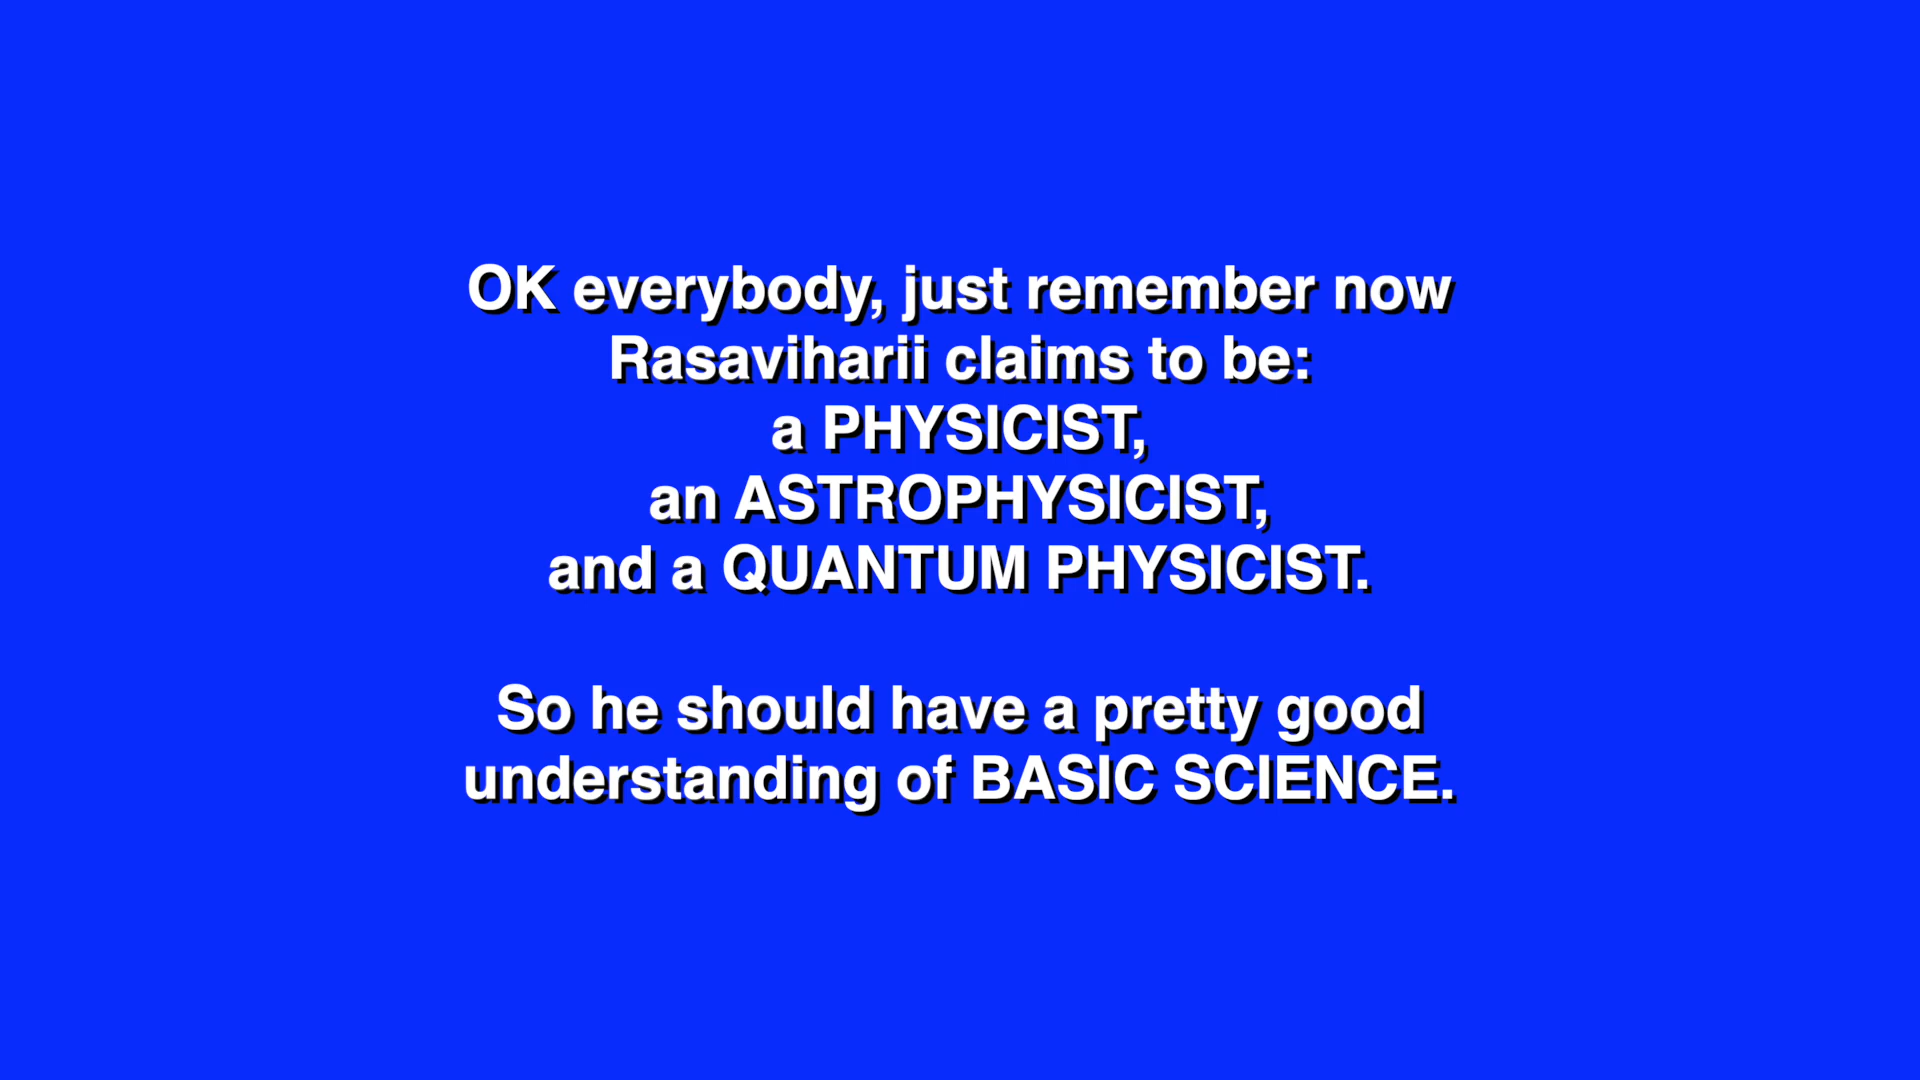 OK everybody, just remember now
Rasaviharii claims to be:
a PHYSICIST,
an ASTROPHYSICIST,
and a QUANTUM PHYSICIST.
So he should have a pretty good
understanding of BASIC SCIENCE.